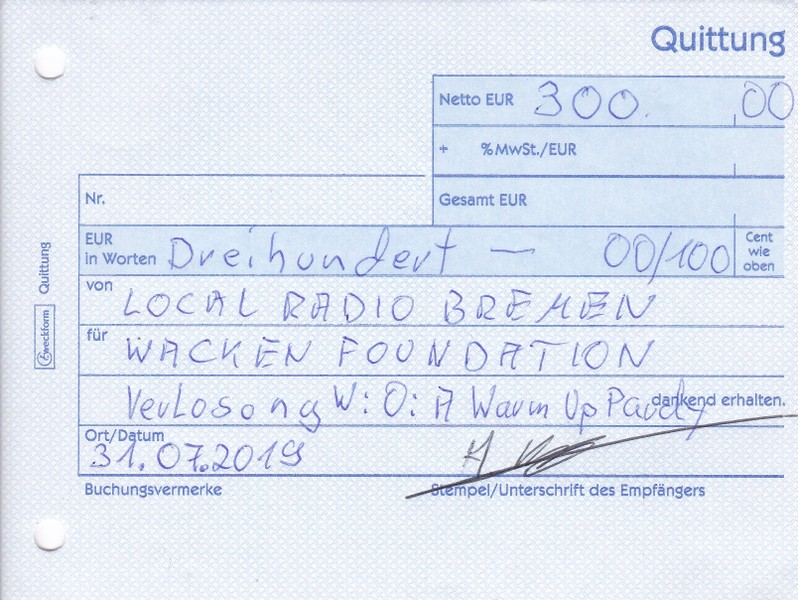 Quittung
Netto EUR 300. 00
+ % MwSt./EUR
Nr.
Gesamt EUR
EUR in Worten Dreihundert — 00/100 Cent wie oben
von LOCAL RADIO BREMEN
für WACKEN FOUNDATION
VerLosong W:O:A Warm Up Pardy dankend erhalten.
Ort/Datum
31.07.2019
Buchungsvermerke
Stempel/Unterschrift des Empfängers
Zweckform Quittung